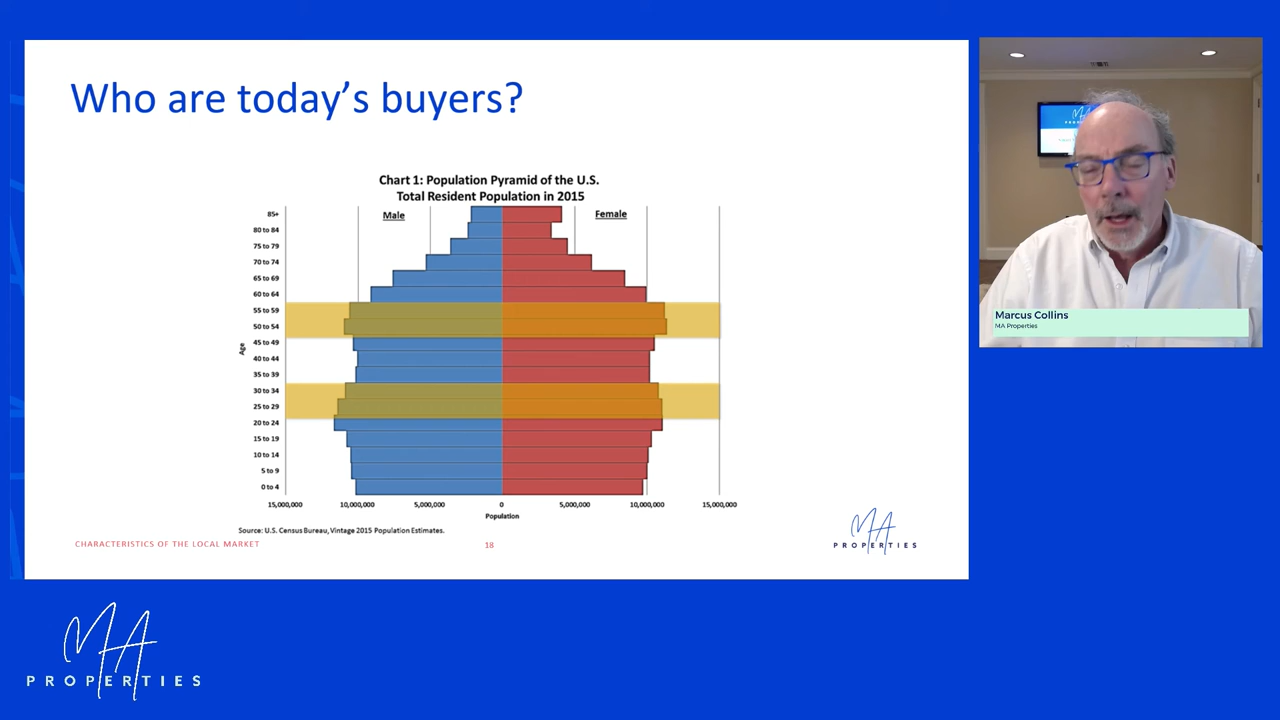 Who are today's buyers?
Chart 1: Population Pyramid of the U.S.
Total Resident Population in 2015
Male
Female
85+
80 to 84
75 to 79
70 to 74
65 to 69
60 to 64
55 to 59
50 to 54
45 to 49
40 to 44
35 to 39
30 to 34
25 to 29
20 to 24
15 to 19
10 to 14
5 to 9
0 to 4
Age
15,000,000 10,000,000 5,000,000 0 5,000,000 10,000,000 15,000,000
Population
Source: U.S. Census Bureau, Vintage 2015 Population Estimates.
CHARACTERISTICS OF THE LOCAL MARKET
18
MA
PROPERTIES
Marcus Collins
MA Properties
MA
PROPERTIES